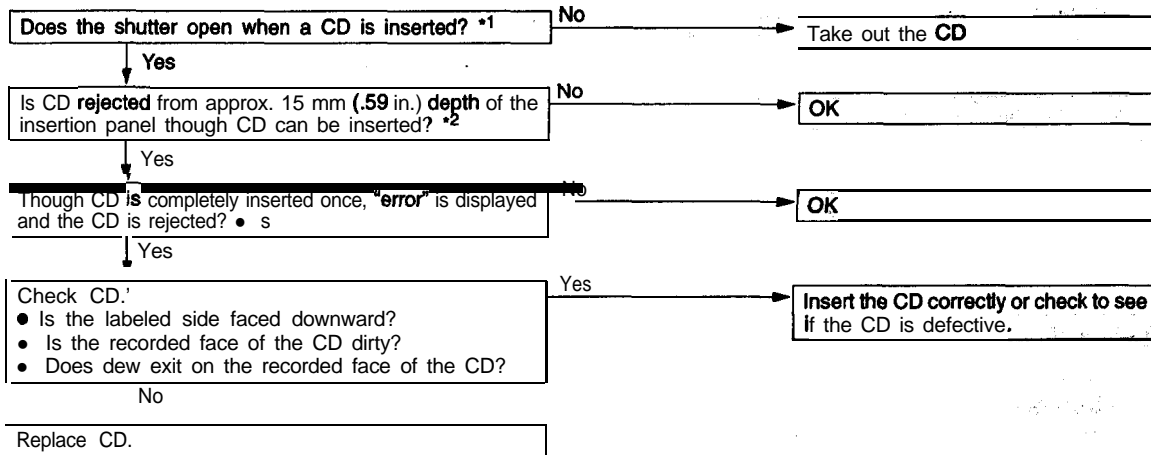 Does the shutter open when a CD is inserted? *1
No
Take out the CD
Yes
Is CD rejected from approx. 15 mm (.59 in.) depth of the
insertion panel though CD can be inserted? *2
No
OK
Yes
Though CD is completely inserted once, "error" is displayed
and the CD is rejected? • s
No
OK
Yes
Check CD.'
• Is the labeled side faced downward?
• Is the recorded face of the CD dirty?
• Does dew exit on the recorded face of the CD?
Yes
Insert the CD correctly or check to see
if the CD is defective.
No
Replace CD.